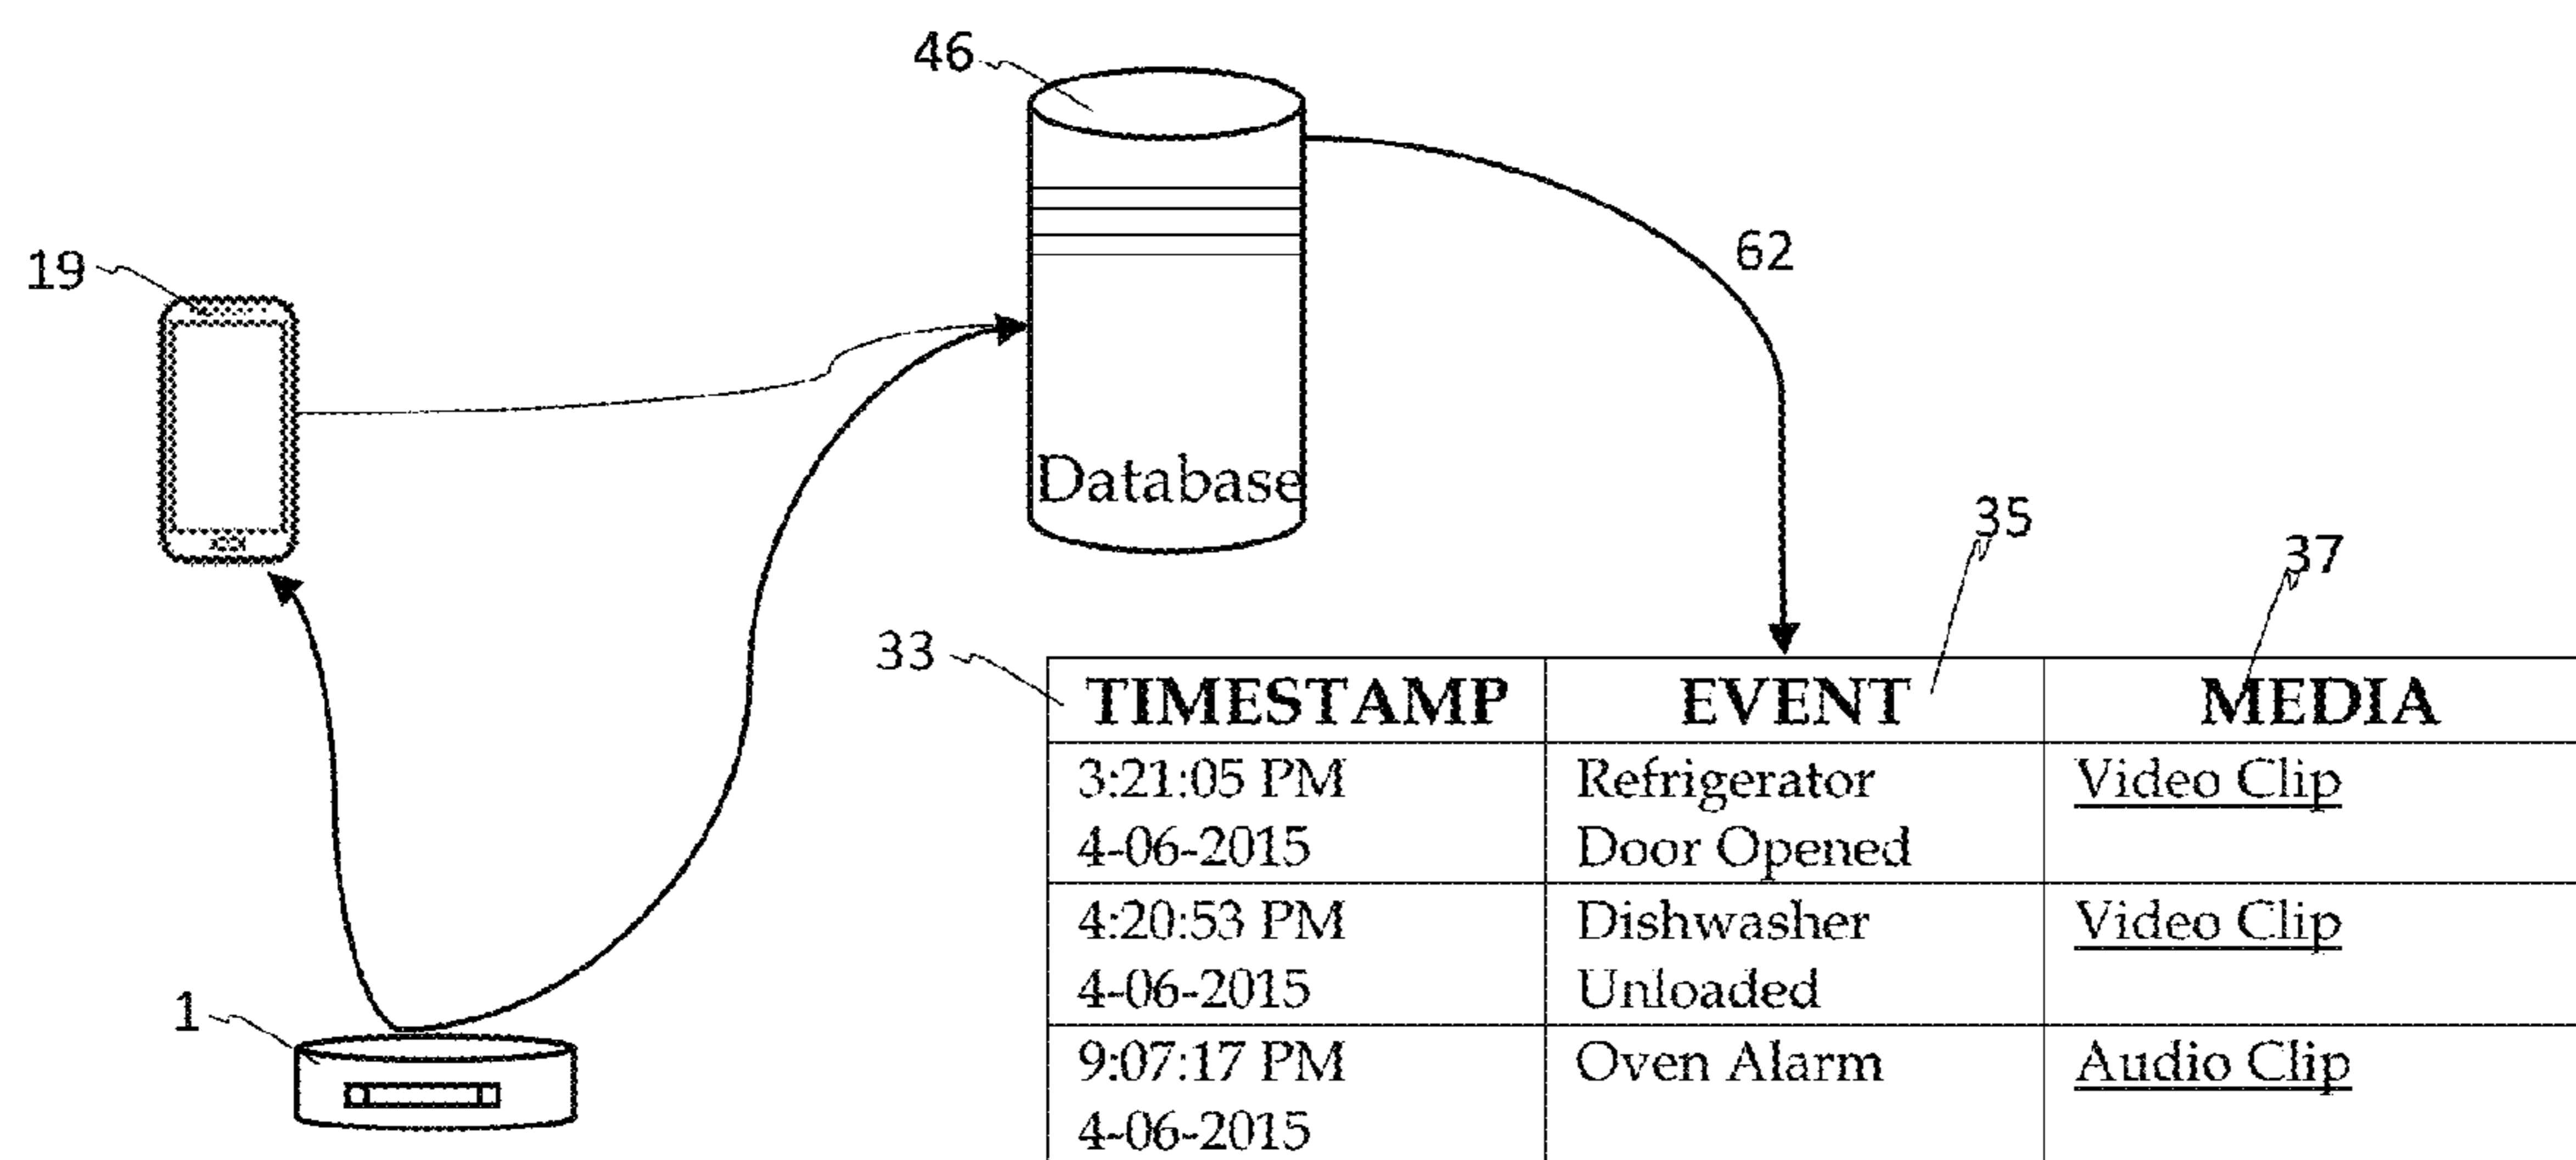 46
62
19
Database
35
37
33
TIMESTAMP EVENT MEDIA
3:21:05 PM Refrigerator Video Clip
4-06-2015 Door Opened
4:20:53 PM Dishwasher Video Clip
4-06-2015 Unloaded
1
9:07:17 PM Oven Alarm Audio Clip
4-06-2015